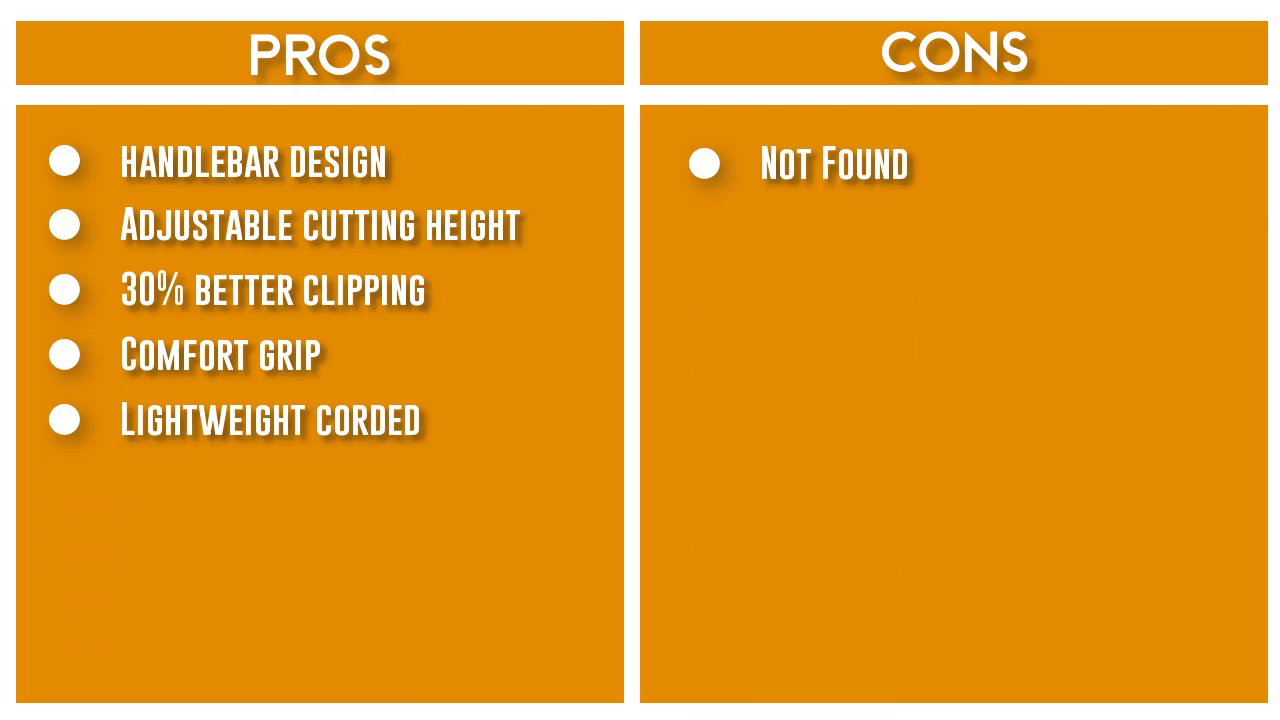 PROS
HANDLEBAR DESIGN
ADJUSTABLE CUTTING HEIGHT
30% BETTER CLIPPING
COMFORT GRIP
LIGHTWEIGHT CORDED
CONS
NOT FOUND